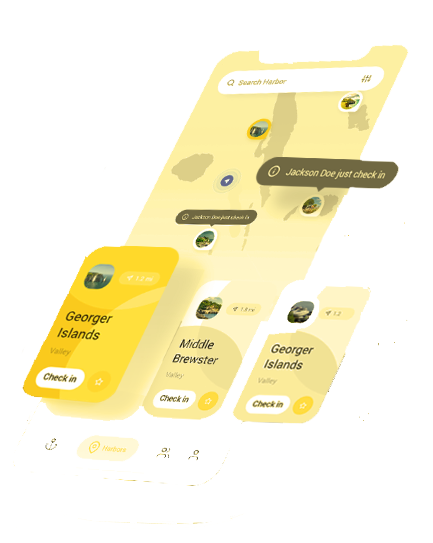 Search Harbor
Jackson Doe just check in
Jackson Doe just check in
Georger
Islands
Valley
Check in
Middle
Brewster
Valley
Check in
Georger
Islands
Valley
Check in
Harbors